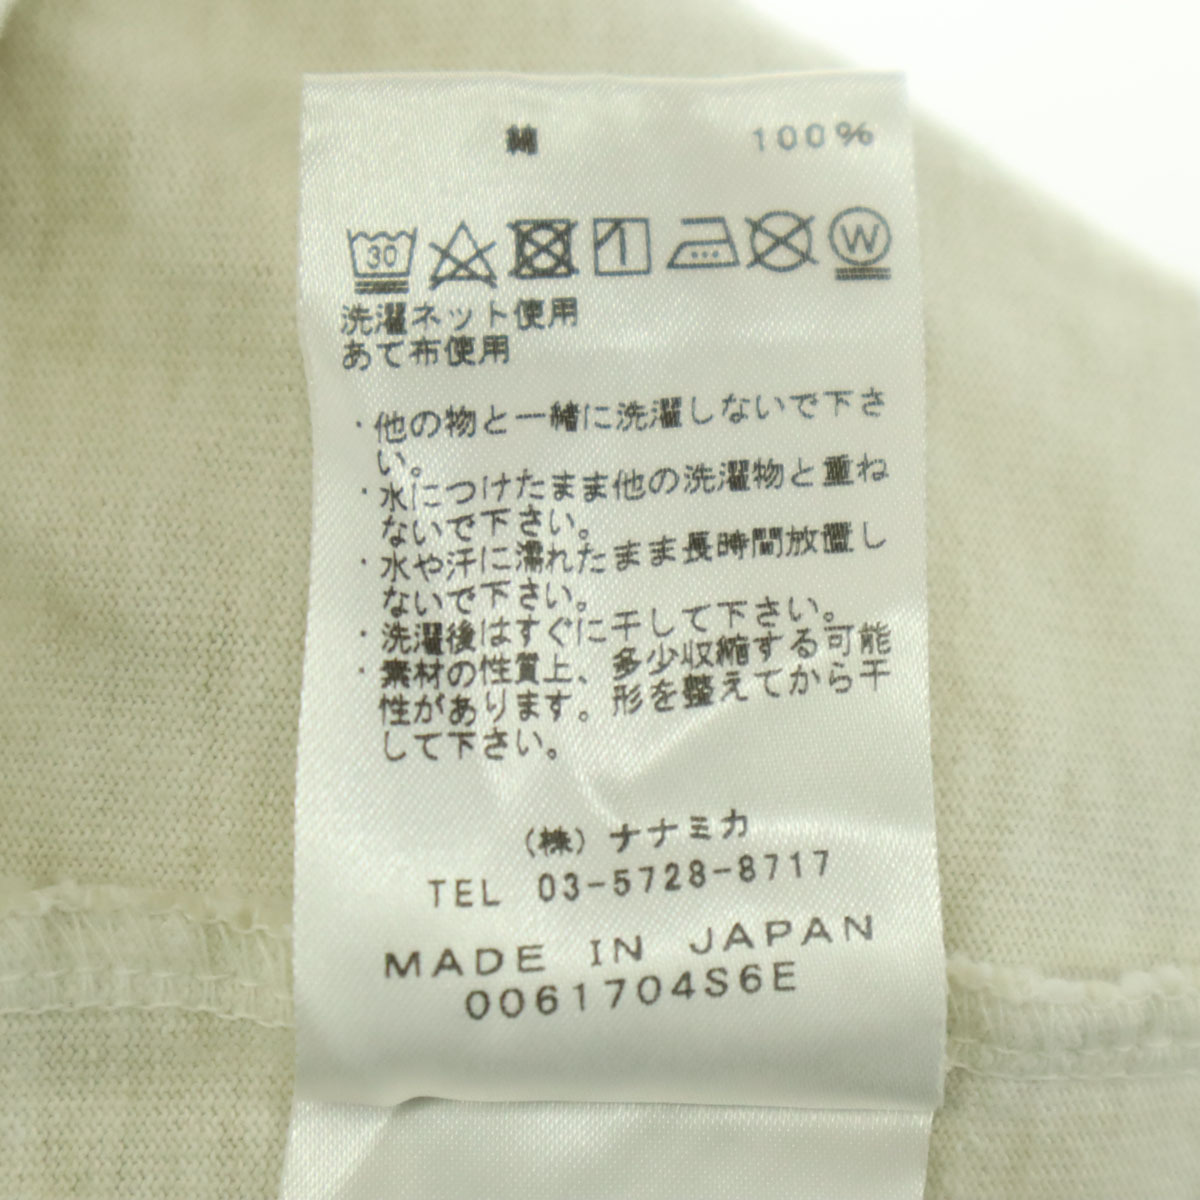 綿 100%
30 W
洗濯ネット使用
あて布使用
・他の物と一緒に洗濯しないで下さ
い。
・水につけたまま他の洗濯物と重ね
ないで下さい。
・水や汗に濡れたまま長時間放置し
ないで下さい。
・洗濯後はすぐに干して下さい。
・素材の性質上、多少収縮する可能
性があります。形を整えてから干
して下さい。
(株)ナナミカ
TEL 03-5728-8717
MADE IN JAPAN
0061704S6E